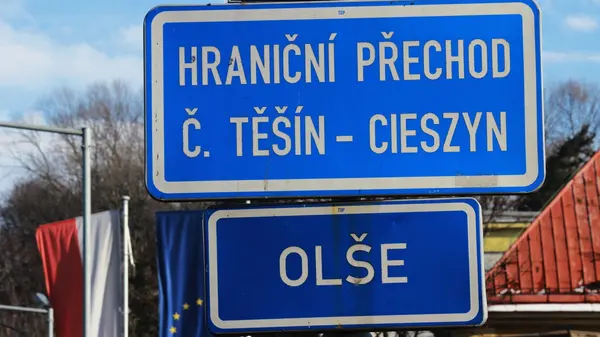 HRANIČNÍ PŘECHOD
Č. TĚŠÍN – CIESZYN
OLŠE